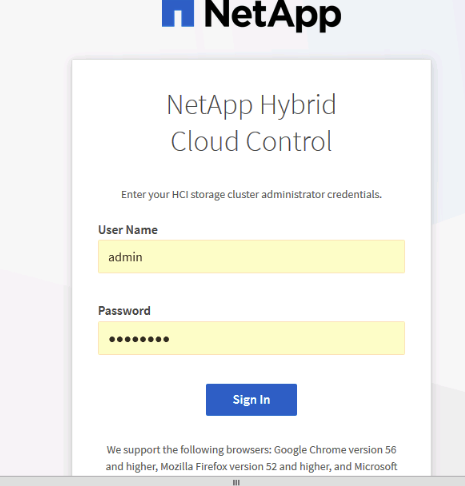 NetApp
NetApp Hybrid
Cloud Control
Enter your HCI storage cluster administrator credentials.
User Name
admin
Password
●●●●●●●●
Sign In
We support the following browsers: Google Chrome version 56
and higher, Mozilla Firefox version 52 and higher, and Microsoft